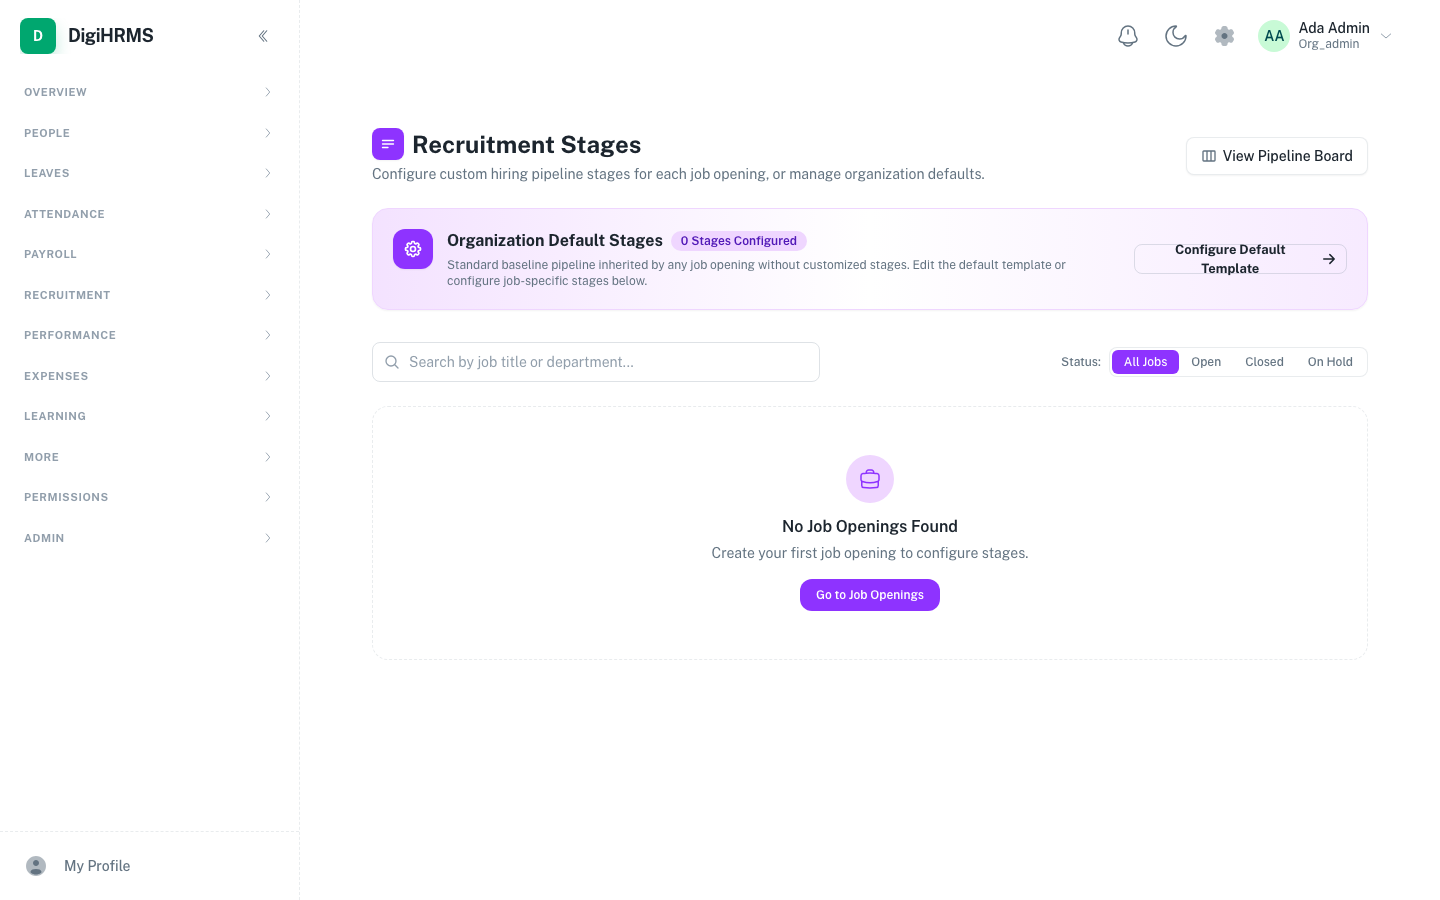 D DigiHRMS
Ada Admin
AA
Org_admin
OVERVIEW
PEOPLE
LEAVES
ATTENDANCE
PAYROLL
RECRUITMENT
PERFORMANCE
EXPENSES
LEARNING
MORE
PERMISSIONS
ADMIN
My Profile
Recruitment Stages
Configure custom hiring pipeline stages for each job opening, or manage organization defaults.
View Pipeline Board
Organization Default Stages 0 Stages Configured
Standard baseline pipeline inherited by any job opening without customized stages. Edit the default template or
configure job-specific stages below.
Configure Default
Template
Search by job title or department...
Status: All Jobs Open Closed On Hold
No Job Openings Found
Create your first job opening to configure stages.
Go to Job Openings